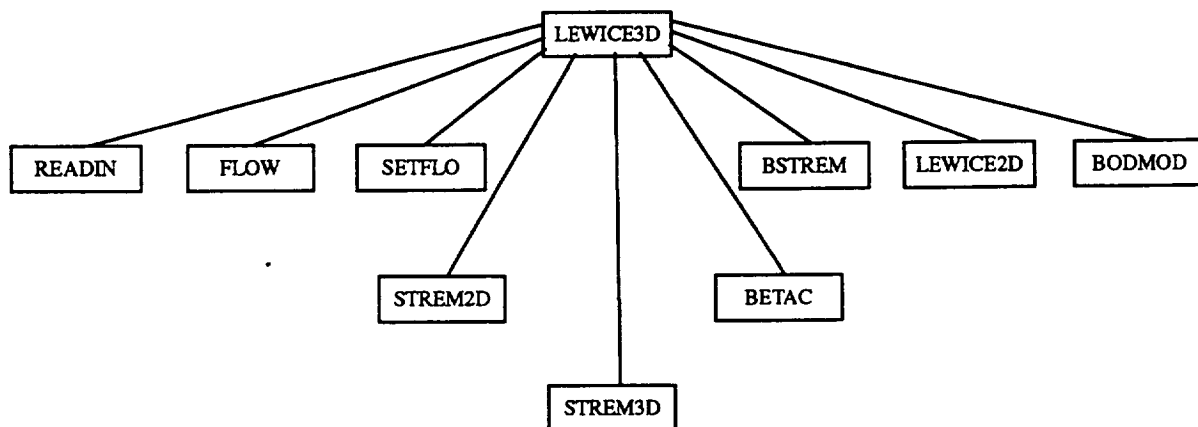 LEWICE3D
READIN
FLOW
SETFLO
BSTREM
LEWICE2D
BODMOD
STREM2D
BETAC
STREM3D